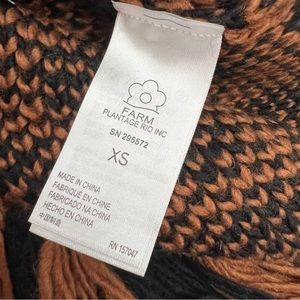 FARM
PLANTAGE RIO INC
SN 295572
XS
MADE IN CHINA
FABRIQUÉ EN CHINE
FABRICADO NA CHINA
HECHO EN CHINA
中国制造
RN 157047